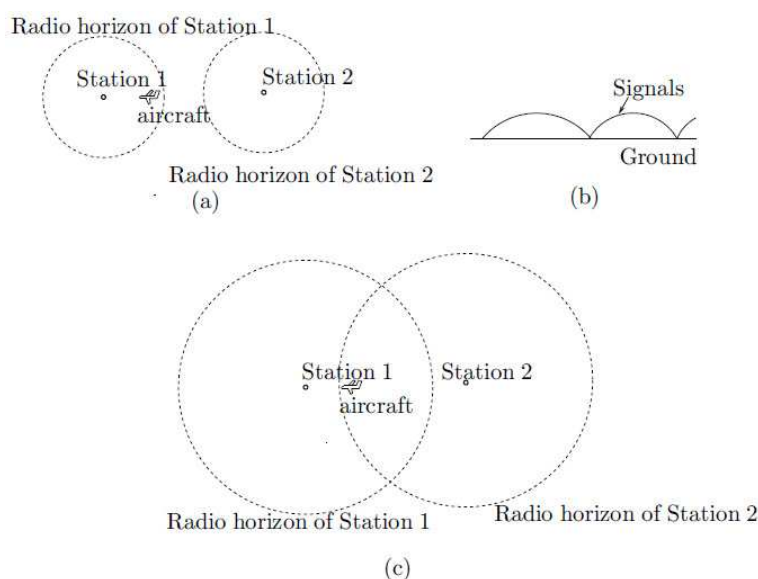 Radio horizon of Station 1
Station 1
Station 2
aircraft
Radio horizon of Station 2
(a)
Signals
Ground
(b)
Station 1
Station 2
aircraft
Radio horizon of Station 1
Radio horizon of Station 2
(c)